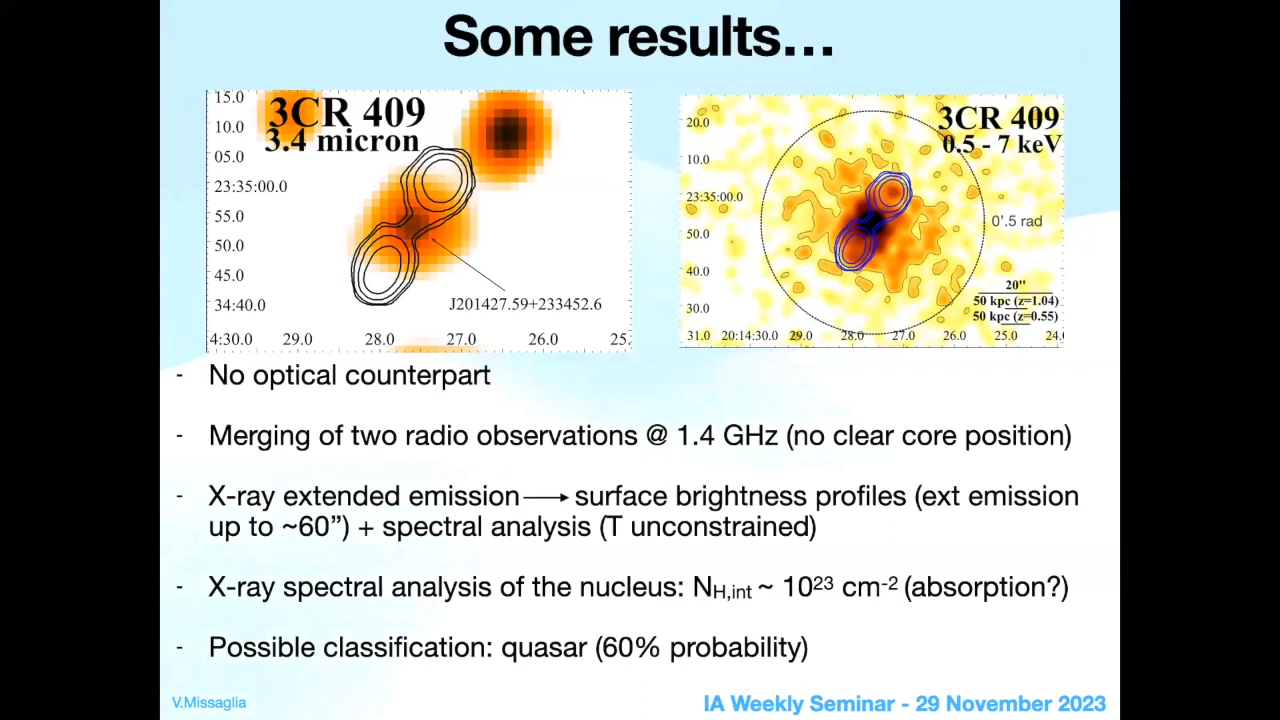 Some results…
3CR 409
3.4 micron
15.0
10.0
05.0
23:35:00.0
55.0
50.0
45.0
34:40.0
J201427.59+233452.6
4:30.0 29.0 28.0 27.0 26.0 25.
3CR 409
0.5 - 7 keV
20.0
10.0
23:35:00.0
50.0
40.0
30.0
0'.5 rad
20"
50 kpc (z=1.04)
50 kpc (z=0.55)
31.0 20:14:30.0 29.0 28.0 27.0 26.0 25.0 24.0
- No optical counterpart
- Merging of two radio observations @ 1.4 GHz (no clear core position)
- X-ray extended emission → surface brightness profiles (ext emission
up to ~60”) + spectral analysis (T unconstrained)
- X-ray spectral analysis of the nucleus: NH,int ~ 10²³ cm⁻² (absorption?)
- Possible classification: quasar (60% probability)
V.Missaglia
IA Weekly Seminar - 29 November 2023